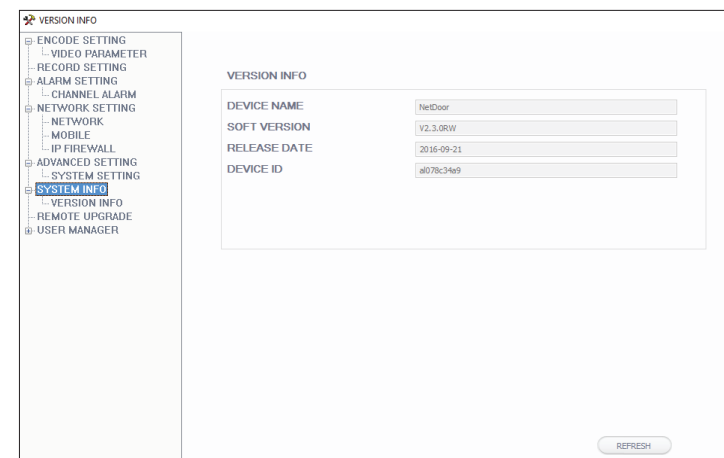 VERSION INFO
ENCODE SETTING
VIDEO PARAMETER
RECORD SETTING
ALARM SETTING
CHANNEL ALARM
NETWORK SETTING
NETWORK
MOBILE
IP FIREWALL
ADVANCED SETTING
SYSTEM SETTING
SYSTEM INFO
VERSION INFO
REMOTE UPGRADE
USER MANAGER
VERSION INFO
DEVICE NAME NetDoor
SOFT VERSION V2.3.0RW
RELEASE DATE 2016-09-21
DEVICE ID al078c34a9
REFRESH